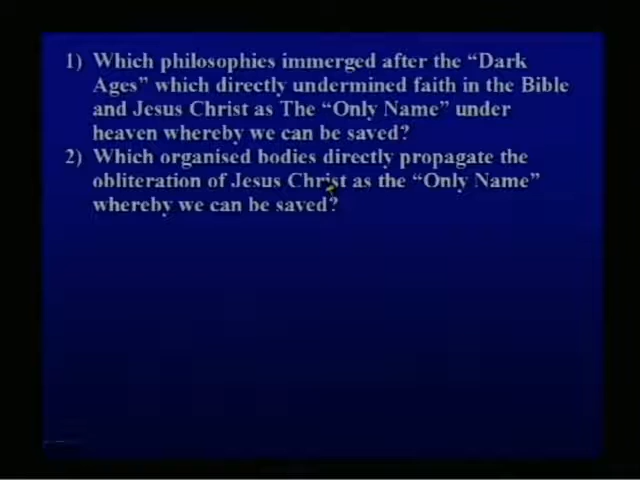 1) Which philosophies immerged after the “Dark
Ages” which directly undermined faith in the Bible
and Jesus Christ as The “Only Name” under
heaven whereby we can be saved?
2) Which organised bodies directly propagate the
obliteration of Jesus Christ as the “Only Name”
whereby we can be saved?